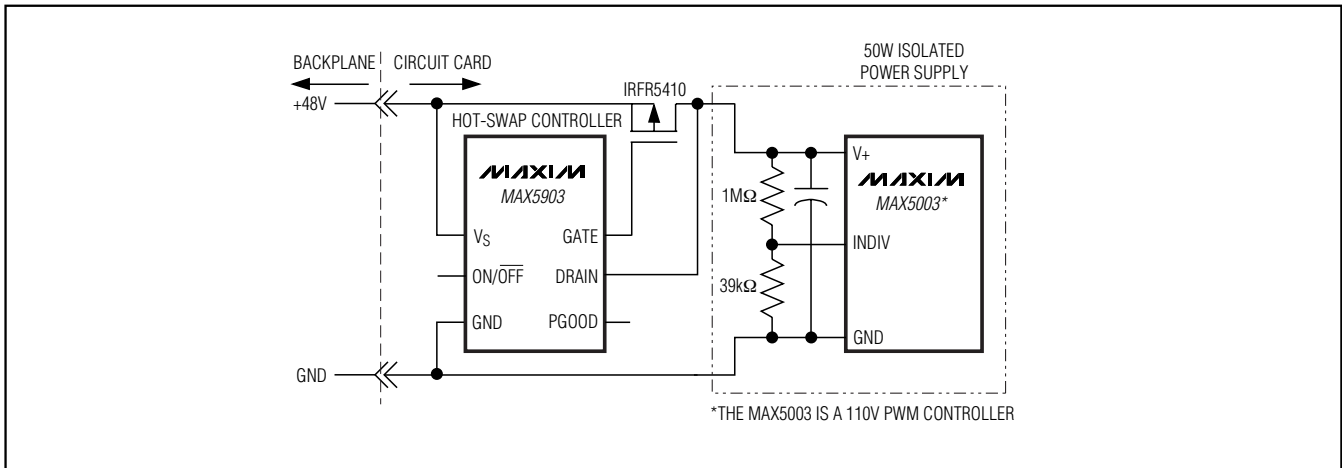 BACKPLANE
CIRCUIT CARD
+48V
IRFR5410
HOT-SWAP CONTROLLER
MAXIM
MAX5903
VS
GATE
ON/OFF
DRAIN
GND
PGOOD
GND
50W ISOLATED
POWER SUPPLY
1MΩ
39kΩ
V+
MAXIM
MAX5003*
INDIV
GND
*THE MAX5003 IS A 110V PWM CONTROLLER